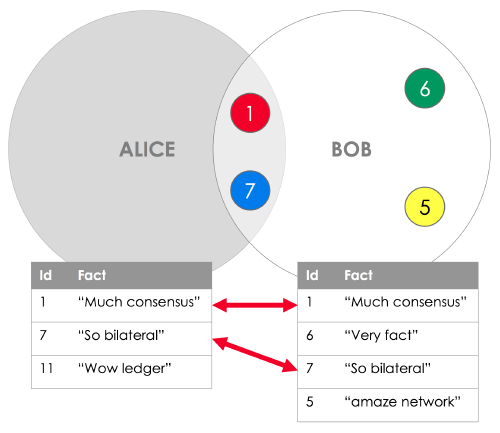 1
6
ALICE
BOB
7
5
Id Fact
1 “Much consensus”
7 “So bilateral”
11 “Wow ledger”
Id Fact
1 “Much consensus”
6 “Very fact”
7 “So bilateral”
5 “amaze network”